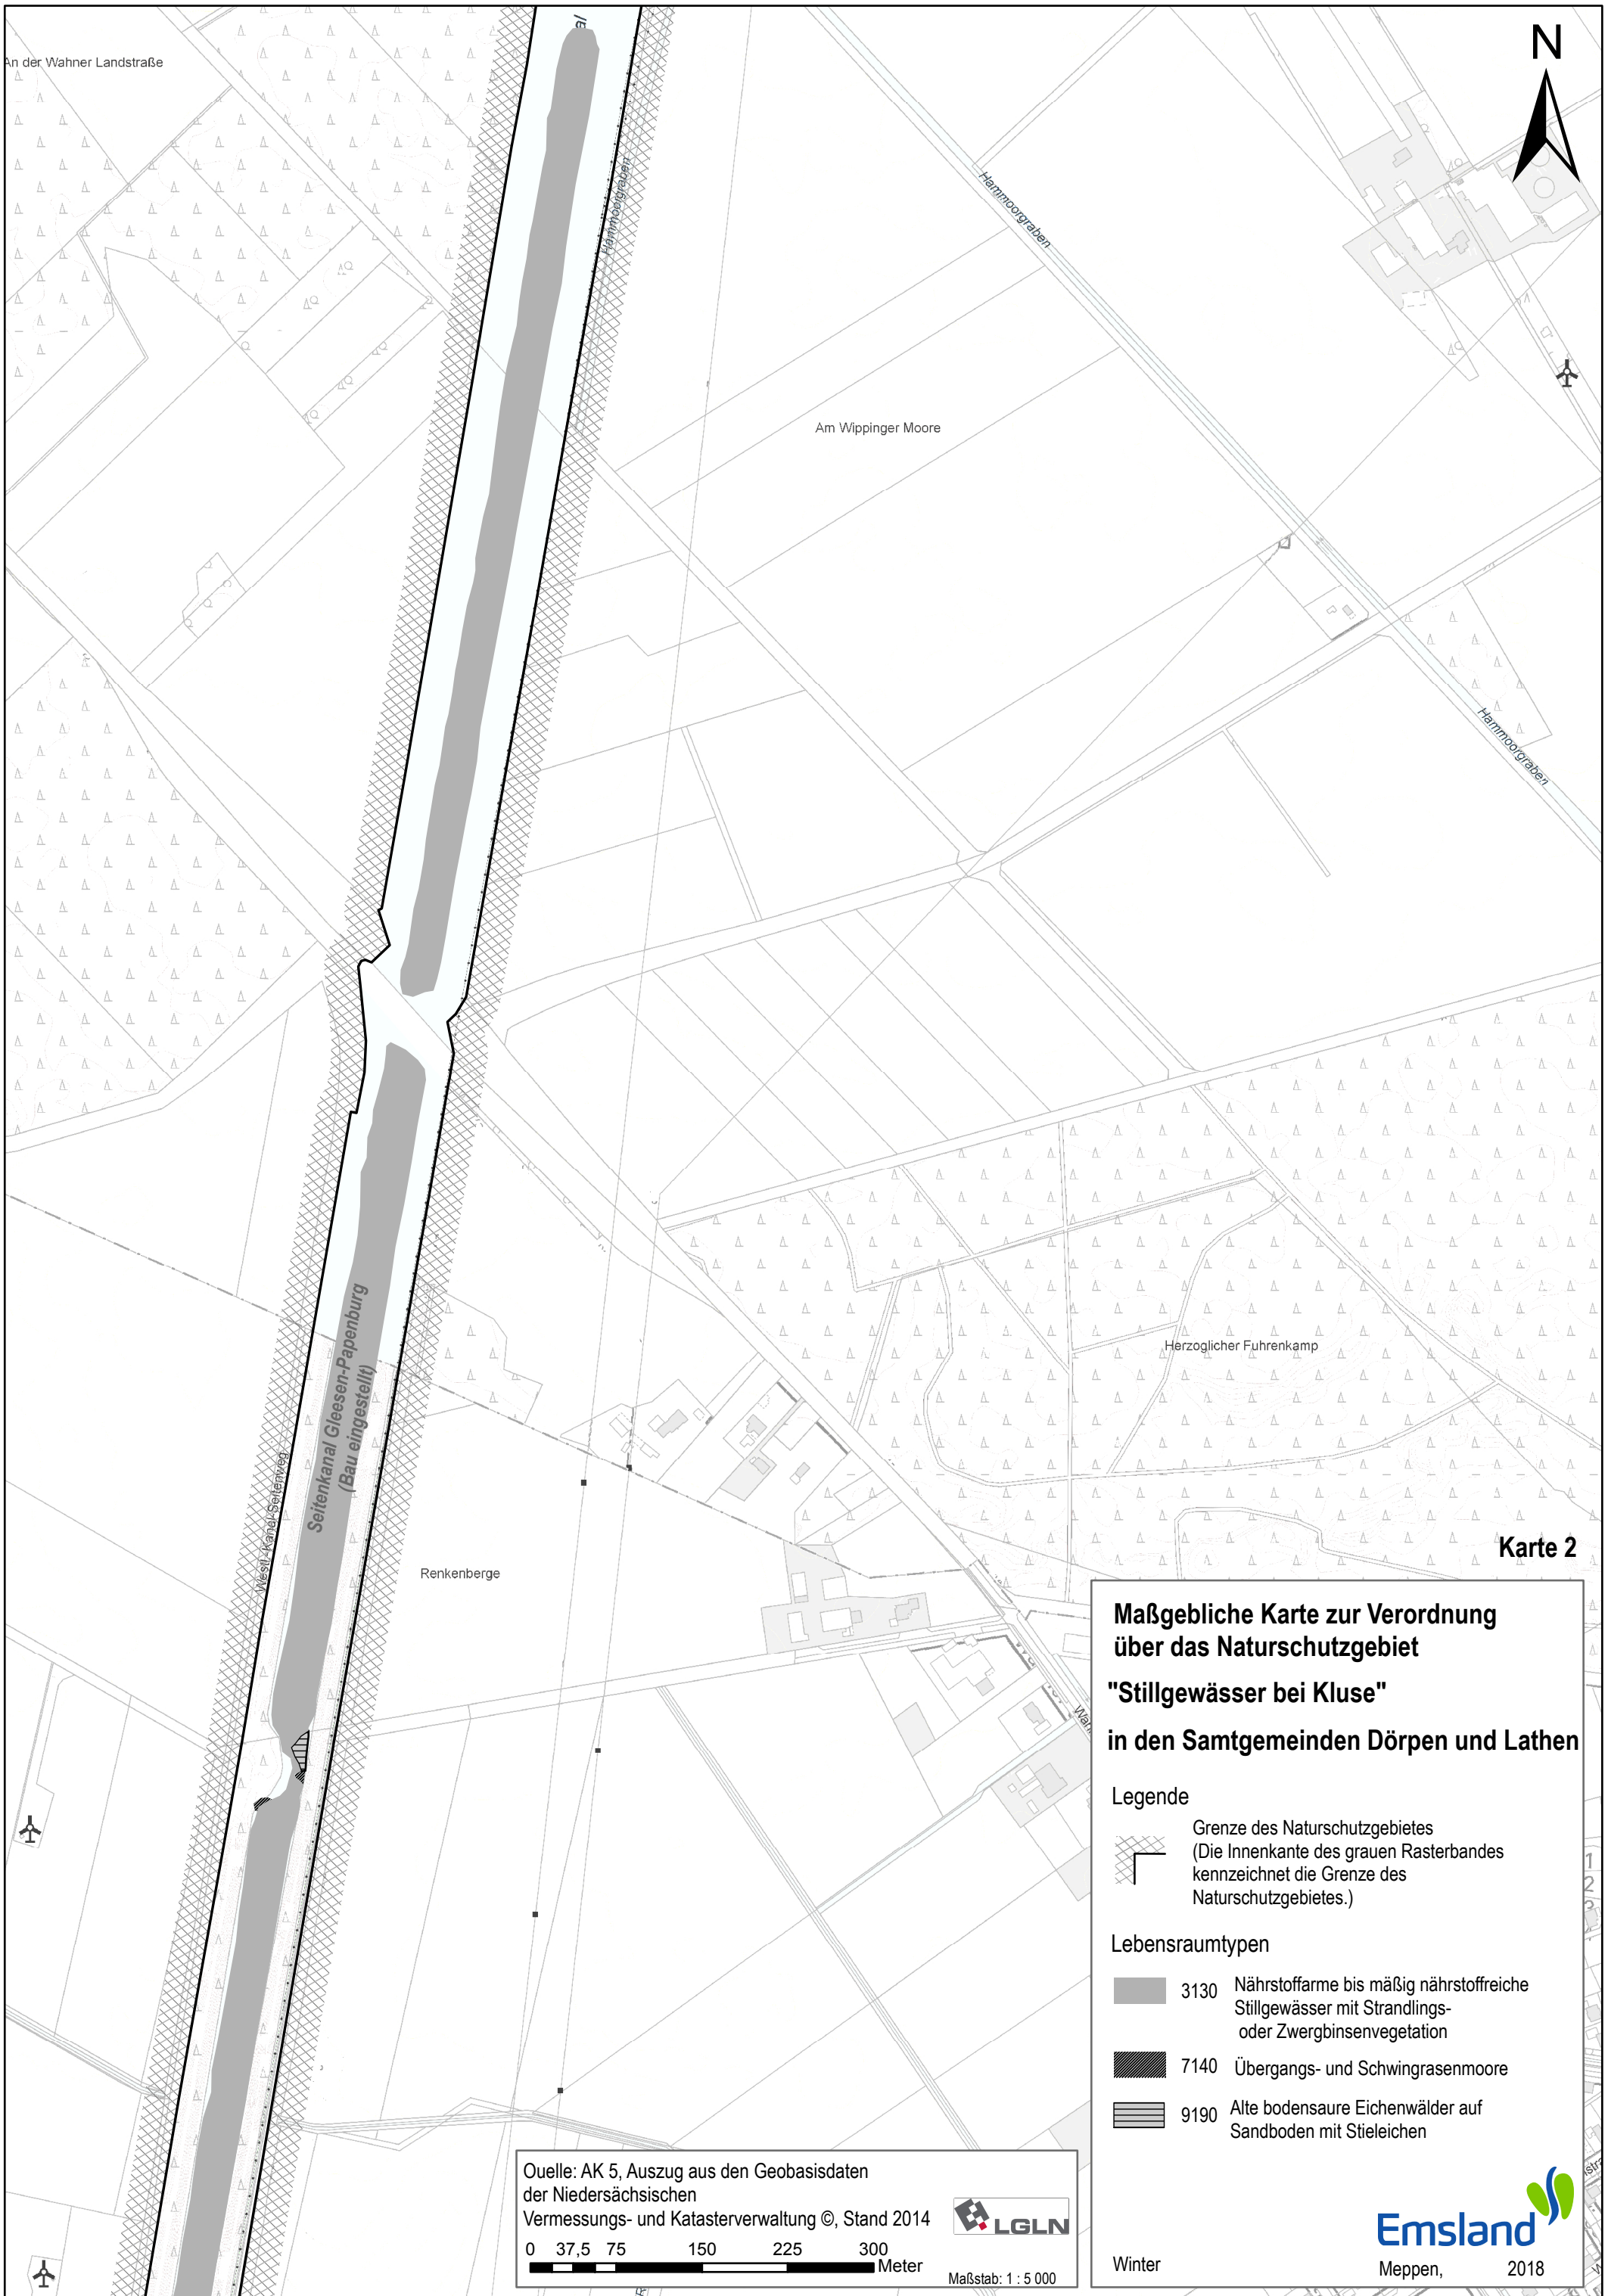 An der Wahner Landstraße
N
Hammoorgraben
Hammoorgraben
Am Wippinger Moore
Hammoorgraben
Herzoglicher Fuhrenkamp
Seitenkanal Gleesen-Papenburg
(Bau eingestellt)
Westl.-Kanal-Seitenweg
Renkenberge
Karte 2
Maßgebliche Karte zur Verordnung
über das Naturschutzgebiet
"Stillgewässer bei Kluse"
in den Samtgemeinden Dörpen und Lathen
Legende
Grenze des Naturschutzgebietes
(Die Innenkante des grauen Rasterbandes
kennzeichnet die Grenze des
Naturschutzgebietes.)
Lebensraumtypen
3130 Nährstoffarme bis mäßig nährstoffreiche
Stillgewässer mit Strandlings-
oder Zwergbinsenvegetation
7140 Übergangs- und Schwingrasenmoore
9190 Alte bodensaure Eichenwälder auf
Sandboden mit Stieleichen
Emsland
Winter
Meppen, 2018
Quelle: AK 5, Auszug aus den Geobasisdaten
der Niedersächsischen
Vermessungs- und Katasterverwaltung ©, Stand 2014
LGLN
0 37,5 75 150 225 300
Meter
Maßstab: 1 : 5 000